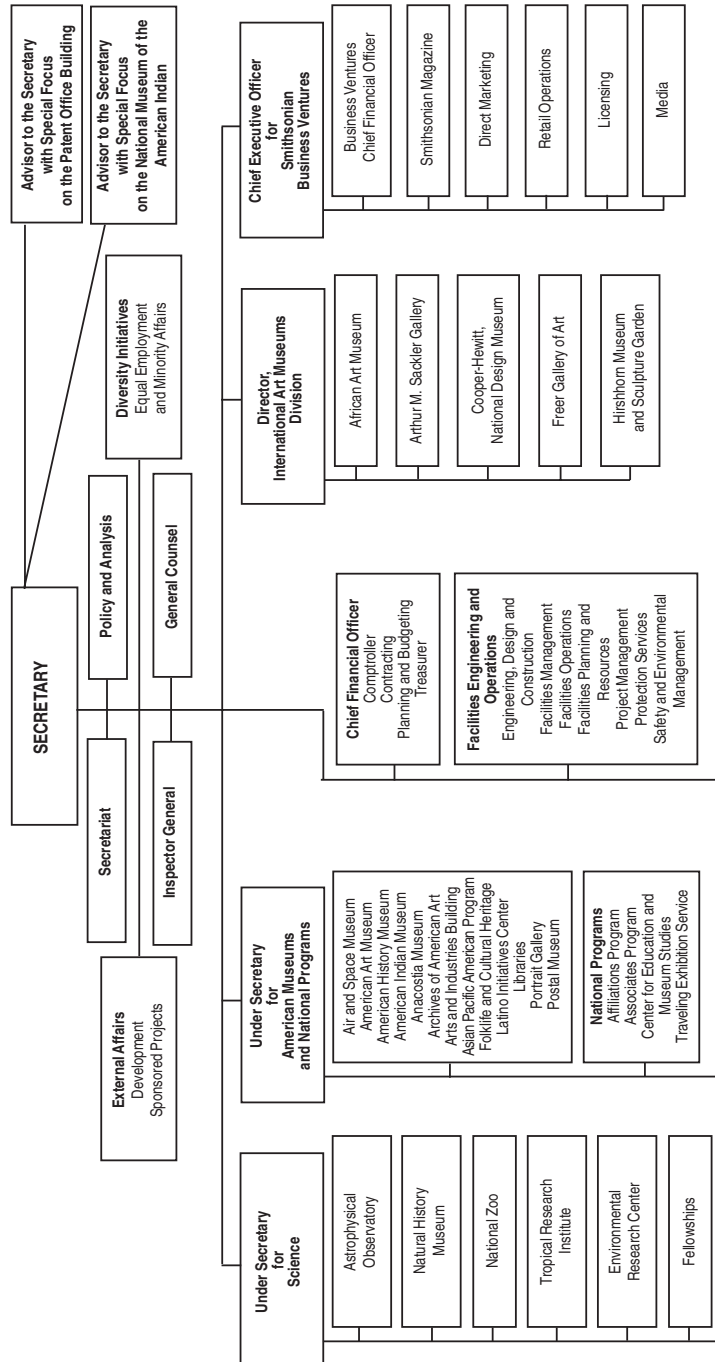 SECRETARY
Advisor to the Secretary
with Special Focus
on the Patent Office Building
Advisor to the Secretary
with Special Focus
on the National Museum of the
American Indian
Secretariat
Policy and Analysis
External Affairs
Development
Sponsored Projects
Diversity Initiatives
Equal Employment
and Minority Affairs
Inspector General
General Counsel
Under Secretary
for
Science
Astrophysical
Observatory
Natural History
Museum
National Zoo
Tropical Research
Institute
Environmental
Research Center
Fellowships
Under Secretary
for
American Museums
and National Programs
Air and Space Museum
American Art Museum
American History Museum
American Indian Museum
Anacostia Museum
Archives of American Art
Arts and Industries Building
Asian Pacific American Program
Folklife and Cultural Heritage
Latino Initiatives Center
Libraries
Portrait Gallery
Postal Museum
National Programs
Affiliations Program
Associates Program
Center for Education and
Museum Studies
Traveling Exhibition Service
Chief Financial Officer
Comptroller
Contracting
Planning and Budgeting
Treasurer
Facilities Engineering and
Operations
Engineering, Design and
Construction
Facilities Management
Facilities Operations
Facilities Planning and
Resources
Project Management
Protection Services
Safety and Environmental
Management
Director,
International Art Museums
Division
African Art Museum
Arthur M. Sackler Gallery
Cooper-Hewitt,
National Design Museum
Freer Gallery of Art
Hirshhorn Museum
and Sculpture Garden
Chief Executive Officer
for
Smithsonian
Business Ventures
Business Ventures
Chief Financial Officer
Smithsonian Magazine
Direct Marketing
Retail Operations
Licensing
Media